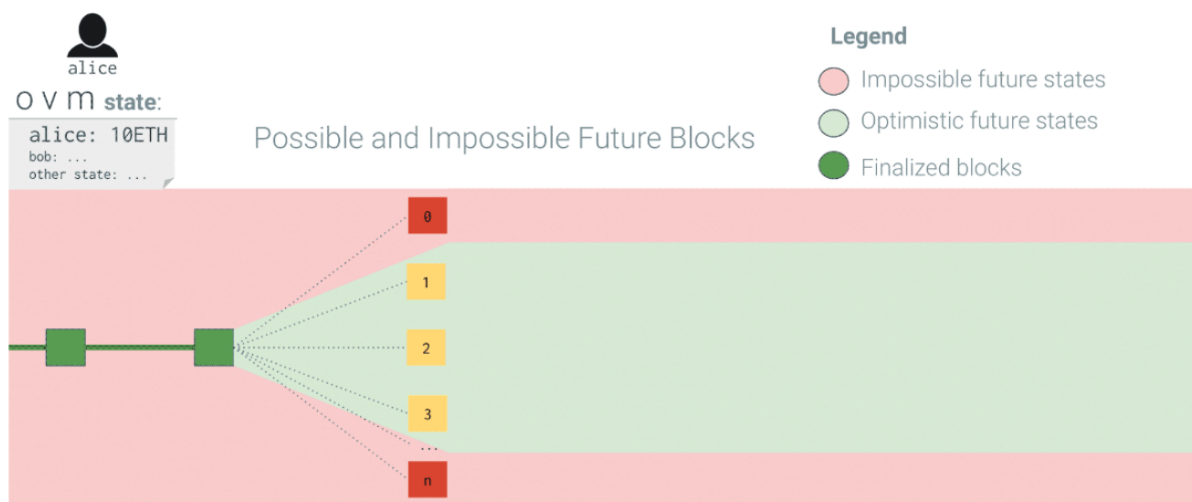 alice
ovm state:
alice: 10ETH
bob: ...
other state: ...
Possible and Impossible Future Blocks
Legend
Impossible future states
Optimistic future states
Finalized blocks
0
1
2
3
...
n